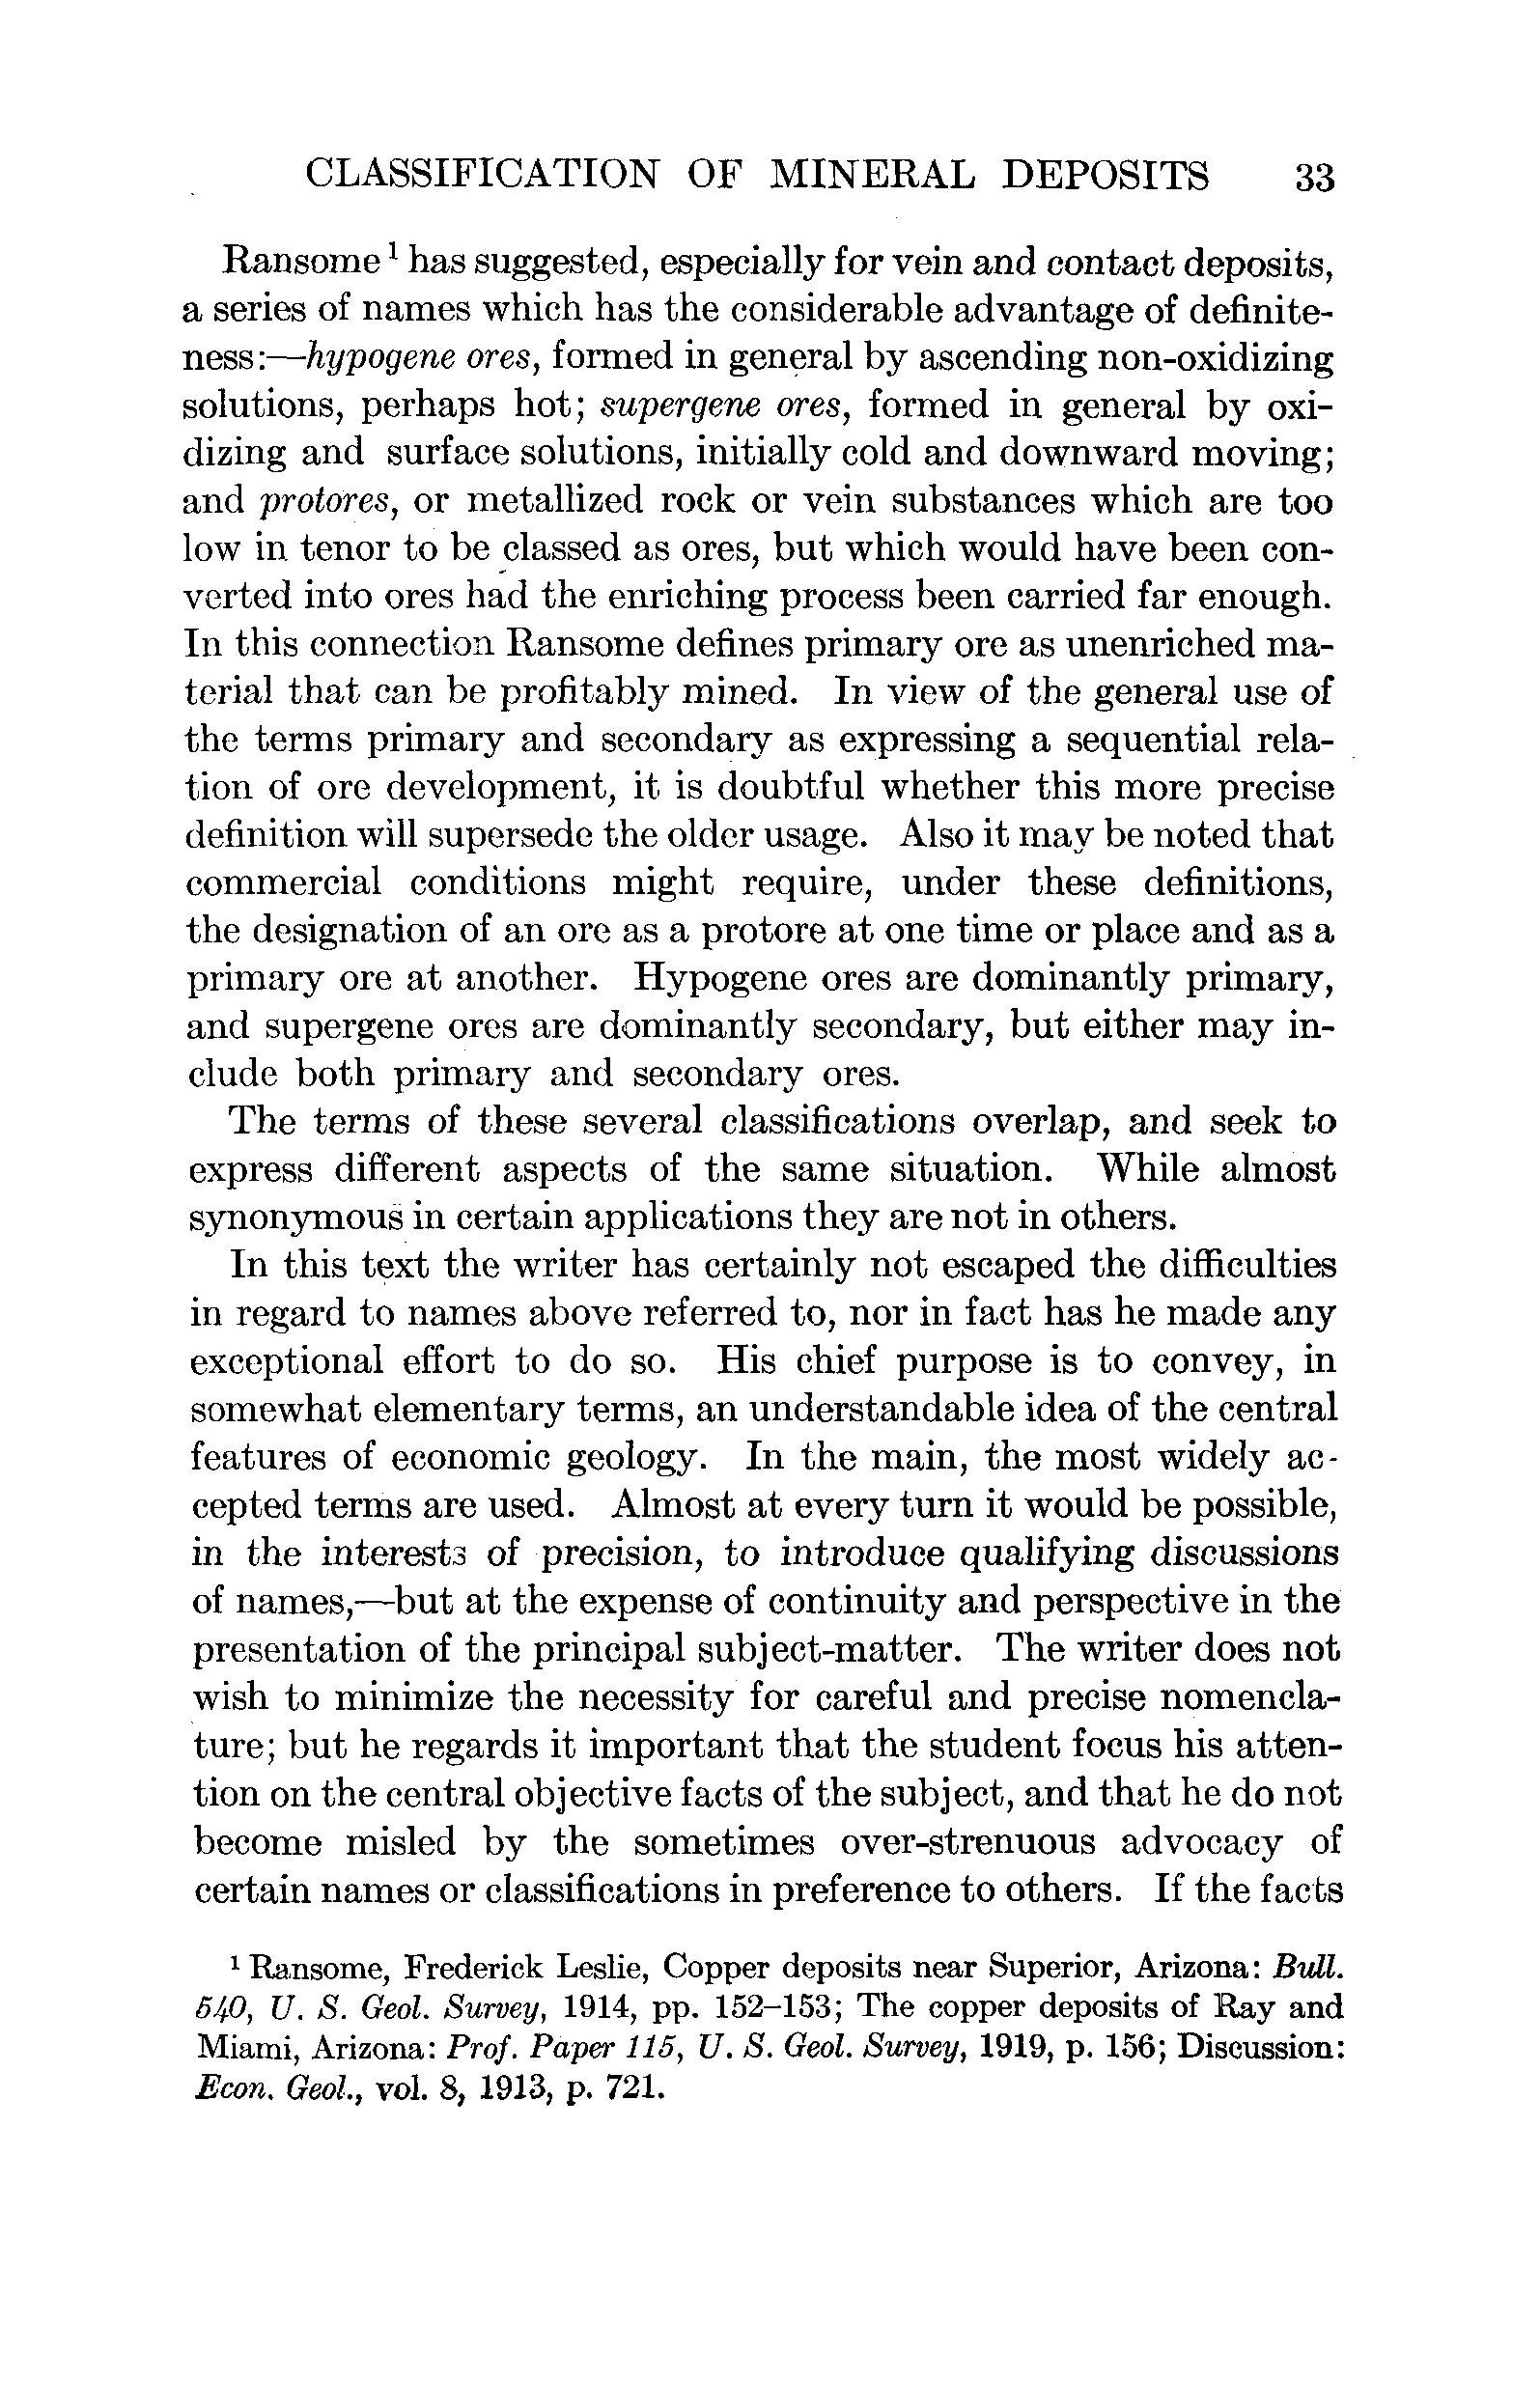 CLASSIFICATION OF MINERAL DEPOSITS 33
Ransome ¹ has suggested, especially for vein and contact deposits,
a series of names which has the considerable advantage of definite-
ness:—hypogene ores, formed in general by ascending non-oxidizing
solutions, perhaps hot; supergene ores, formed in general by oxi-
dizing and surface solutions, initially cold and downward moving;
and protores, or metallized rock or vein substances which are too
low in tenor to be classed as ores, but which would have been con-
verted into ores had the enriching process been carried far enough.
In this connection Ransome defines primary ore as unenriched ma-
terial that can be profitably mined. In view of the general use of
the terms primary and secondary as expressing a sequential rela-
tion of ore development, it is doubtful whether this more precise
definition will supersede the older usage. Also it may be noted that
commercial conditions might require, under these definitions,
the designation of an ore as a protore at one time or place and as a
primary ore at another. Hypogene ores are dominantly primary,
and supergene ores are dominantly secondary, but either may in-
clude both primary and secondary ores.
The terms of these several classifications overlap, and seek to
express different aspects of the same situation. While almost
synonymous in certain applications they are not in others.
In this text the writer has certainly not escaped the difficulties
in regard to names above referred to, nor in fact has he made any
exceptional effort to do so. His chief purpose is to convey, in
somewhat elementary terms, an understandable idea of the central
features of economic geology. In the main, the most widely ac-
cepted terms are used. Almost at every turn it would be possible,
in the interests of precision, to introduce qualifying discussions
of names,—but at the expense of continuity and perspective in the
presentation of the principal subject-matter. The writer does not
wish to minimize the necessity for careful and precise nomencla-
ture; but he regards it important that the student focus his atten-
tion on the central objective facts of the subject, and that he do not
become misled by the sometimes over-strenuous advocacy of
certain names or classifications in preference to others. If the facts
¹ Ransome, Frederick Leslie, Copper deposits near Superior, Arizona: Bull.
540, U. S. Geol. Survey, 1914, pp. 152–153; The copper deposits of Ray and
Miami, Arizona: Prof. Paper 115, U. S. Geol. Survey, 1919, p. 156; Discussion:
Econ. Geol., vol. 8, 1913, p. 721.